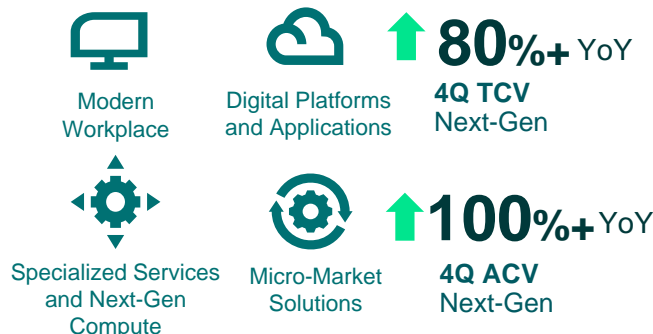 Modern
Workplace
Digital Platforms
and Applications
80%+ YoY
4Q TCV
Next-Gen
Specialized Services
and Next-Gen
Compute
Micro-Market
Solutions
100%+ YoY
4Q ACV
Next-Gen